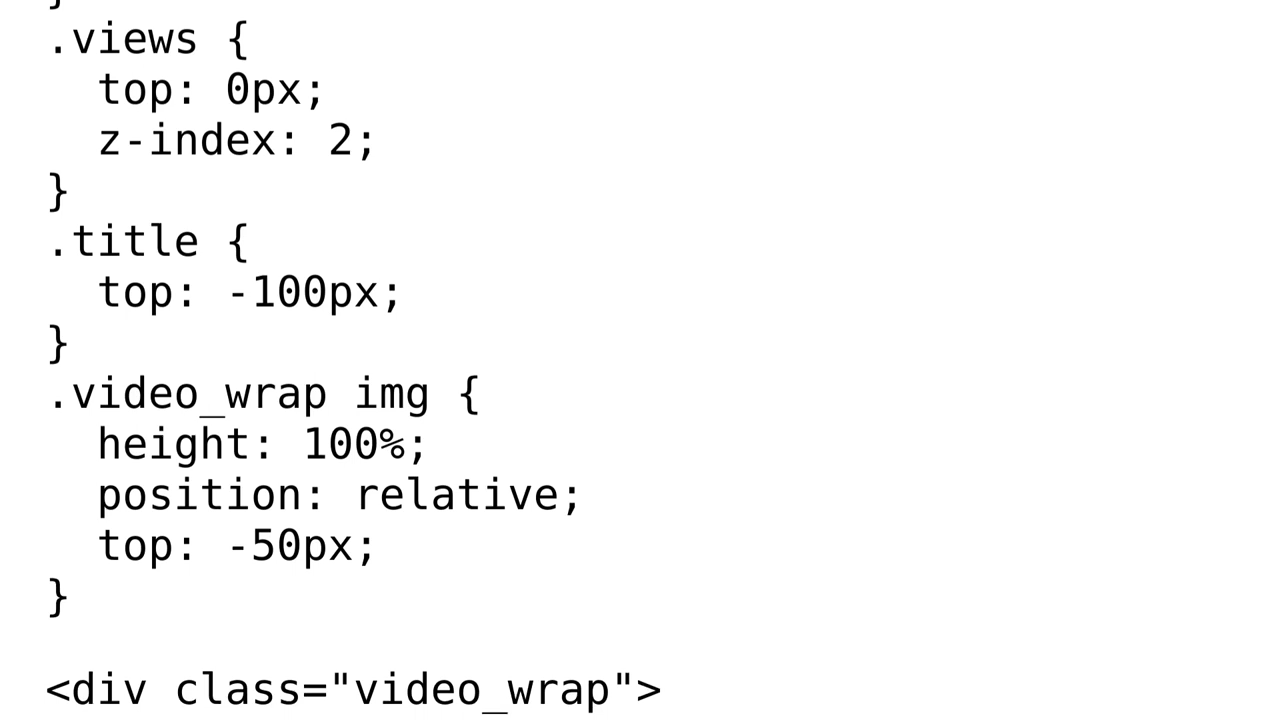 }
.views {
  top: 0px;
  z-index: 2;
}
.title {
  top: -100px;
}
.video_wrap img {
  height: 100%;
  position: relative;
  top: -50px;
}

<div class="video_wrap">